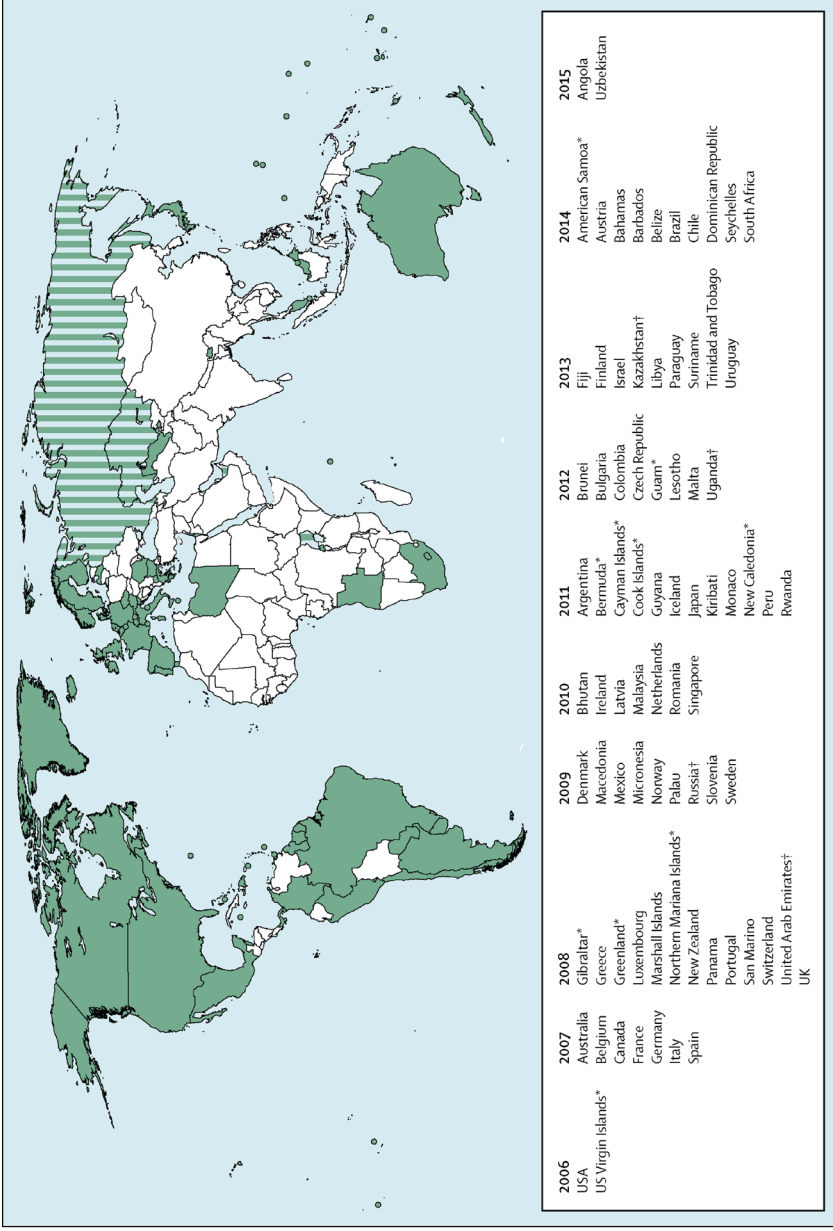 2006
USA
US Virgin Islands*
2007
Australia
Belgium
Canada
France
Germany
Italy
Spain
2008
Gibraltar*
Greece
Greenland*
Luxembourg
Marshall Islands
Northern Mariana Islands*
New Zealand
Panama
Portugal
San Marino
Switzerland
United Arab Emirates†
UK
2009
Denmark
Macedonia
Mexico
Micronesia
Norway
Palau
Russia†
Slovenia
Sweden
2010
Bhutan
Ireland
Latvia
Malaysia
Netherlands
Romania
Singapore
2011
Argentina
Bermuda*
Cayman Islands*
Cook Islands*
Guyana
Iceland
Japan
Kiribati
Monaco
New Caledonia*
Peru
Rwanda
2012
Brunei
Bulgaria
Colombia
Czech Republic
Guam*
Lesotho
Malta
Uganda†
2013
Fiji
Finland
Israel
Kazakhstan†
Libya
Paraguay
Suriname
Trinidad and Tobago
Uruguay
2014
American Samoa*
Austria
Bahamas
Barbados
Belize
Brazil
Chile
Dominican Republic
Seychelles
South Africa
2015
Angola
Uzbekistan